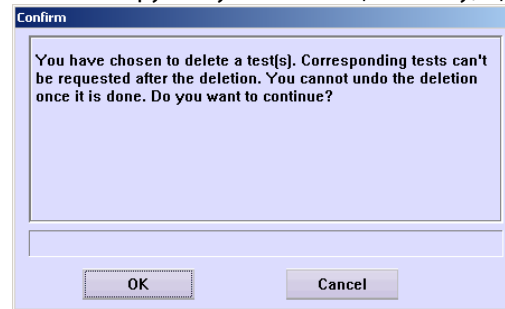 Confirm
You have chosen to delete a test(s). Corresponding tests can't
be requested after the deletion. You cannot undo the deletion
once it is done. Do you want to continue?
OK
Cancel